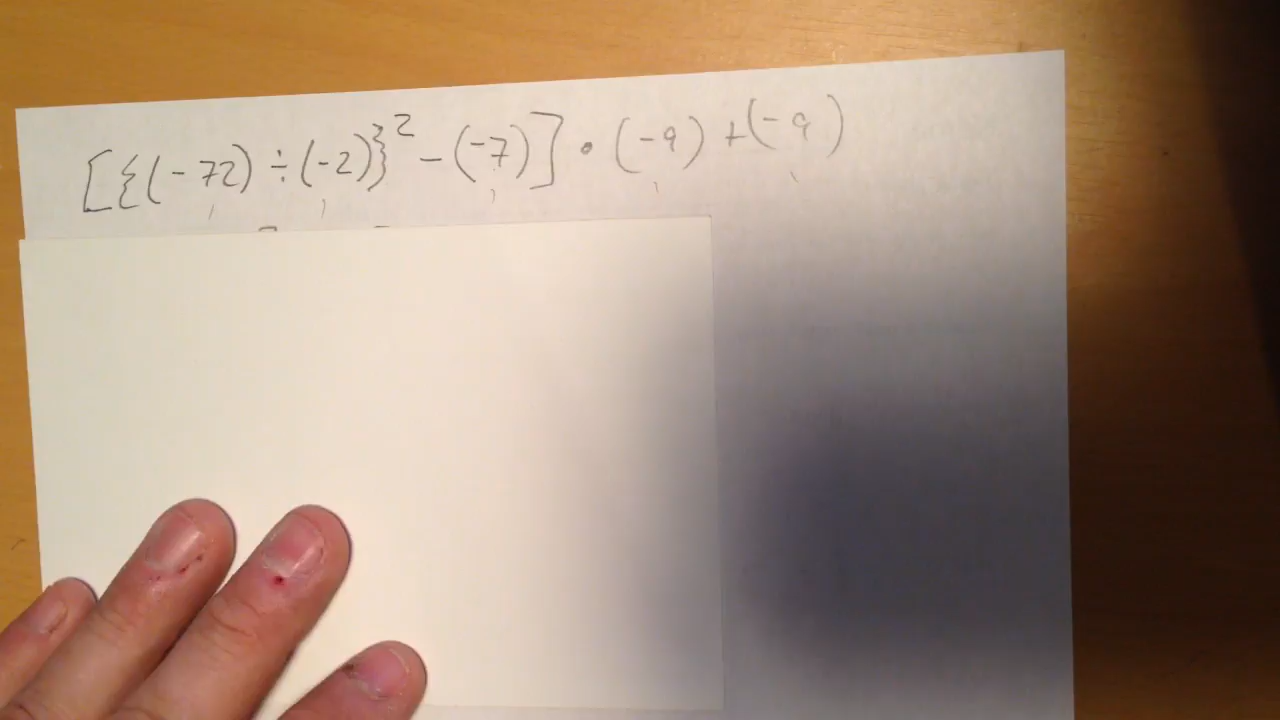 [{(-72) ÷ (-2)}² - (-7)] • (-9) + (-9)